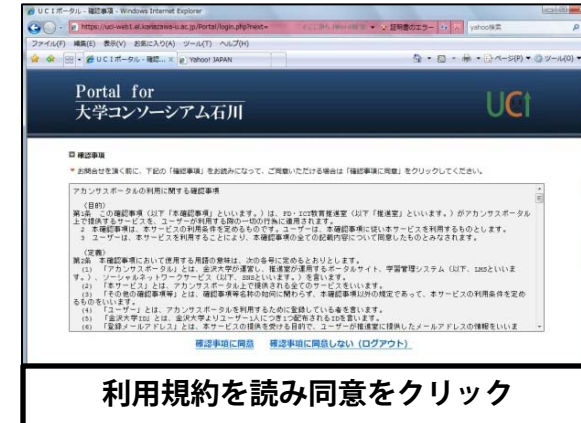 UCIポータル - 確認事項 - Windows Internet Explorer
https://uci-web1.el.kanazawa-u.ac.jp/Portal/login.php?next=
証明書のエラー
yahoo検索
ファイル(F) 編集(E) 表示(V) お気に入り(A) ツール(T) ヘルプ(H)
UCIポータル - 確認... Yahoo! JAPAN
ページ(P) ツール(O)
Portal for
大学コンソーシアム石川
UCI
確認事項
* お問合せを頂く前に、下記の「確認事項」をお読みになって、ご同意いただける場合は「確認事項に同意」をクリックしてください。
アカンサスポータルの利用に関する確認事項
(目的)
第1条 この確認事項（以下「本確認事項」といいます。）は、FD・ICT教育推進室（以下「推進室」といいます。）がアカンサスポータル
上で提供するサービスを、ユーザーが利用する際の一切の行為に適用されます。
2 本確認事項は、本サービスの利用条件を定めるものです。ユーザーは、本確認事項に従い本サービスを利用するものとします。
3 ユーザーは、本サービスを利用することにより、本確認事項の全ての記載内容について同意したものとみなされます。
(定義)
第2条 本確認事項において使用する用語の意味は、次の各号に定めるとおりとします。
(1) 「アカンサスポータル」とは、金沢大学が運営し、推進室が運用するポータルサイト、学習管理システム（以下、LMSといいま
す。）、ソーシャルネットワークサービス（以下、SNSといいます。）を言います。
(2) 「本サービス」とは、アカンサスポータル上で提供される全てのサービスをいいます。
(3) 「その他の確認事項等」とは、確認事項等名称の如何に関わらず、本確認事項以外の規定であって、本サービスの利用条件を定め
るものをいいます。
(4) 「ユーザー」とは、アカンサスポータルを利用するために登録している者を言います。
(5) 「金沢大学ID」とは、金沢大学よりユーザー1人につき1つ配布されるIDを言います。
(6) 「登録メールアドレス」とは、本サービスの提供を受ける目的で、ユーザーが推進室に提供したメールアドレスの情報をいいま
確認事項に同意 確認事項に同意しない（ログアウト）
利用規約を読み同意をクリック